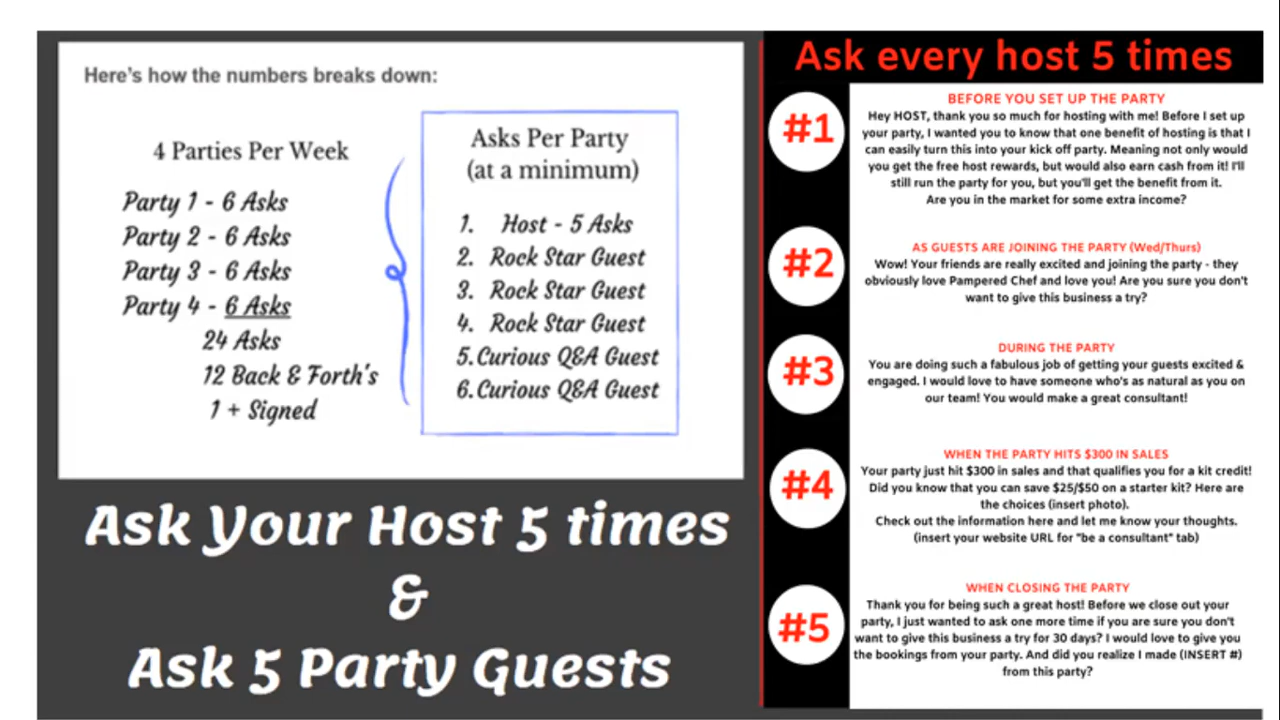 Here's how the numbers breaks down:
4 Parties Per Week
Party 1 - 6 Asks
Party 2 - 6 Asks
Party 3 - 6 Asks
Party 4 - 6 Asks
24 Asks
12 Back & Forth's
1 + Signed
Asks Per Party
(at a minimum)
1. Host - 5 Asks
2. Rock Star Guest
3. Rock Star Guest
4. Rock Star Guest
5. Curious Q&A Guest
6. Curious Q&A Guest
Ask Your Host 5 times
&
Ask 5 Party Guests
Ask every host 5 times
#1
BEFORE YOU SET UP THE PARTY
Hey HOST, thank you so much for hosting with me! Before I set up
your party, I wanted you to know that one benefit of hosting is that I
can easily turn this into your kick off party. Meaning not only would
you get the free host rewards, but would also earn cash from it! I'll
still run the party for you, but you'll get the benefit from it.
Are you in the market for some extra income?
#2
AS GUESTS ARE JOINING THE PARTY (Wed/Thurs)
Wow! Your friends are really excited and joining the party - they
obviously love Pampered Chef and love you! Are you sure you don't
want to give this business a try?
#3
DURING THE PARTY
You are doing such a fabulous job of getting your guests excited &
engaged. I would love to have someone who's as natural as you on
our team! You would make a great consultant!
#4
WHEN THE PARTY HITS $300 IN SALES
Your party just hit $300 in sales and that qualifies you for a kit credit!
Did you know that you can save $25/$50 on a starter kit? Here are
the choices (insert photo).
Check out the information here and let me know your thoughts.
(insert your website URL for "be a consultant" tab)
#5
WHEN CLOSING THE PARTY
Thank you for being such a great host! Before we close out your
party, I just wanted to ask one more time if you are sure you don't
want to give this business a try for 30 days? I would love to give you
the bookings from your party. And did you realize I made (INSERT #)
from this party?